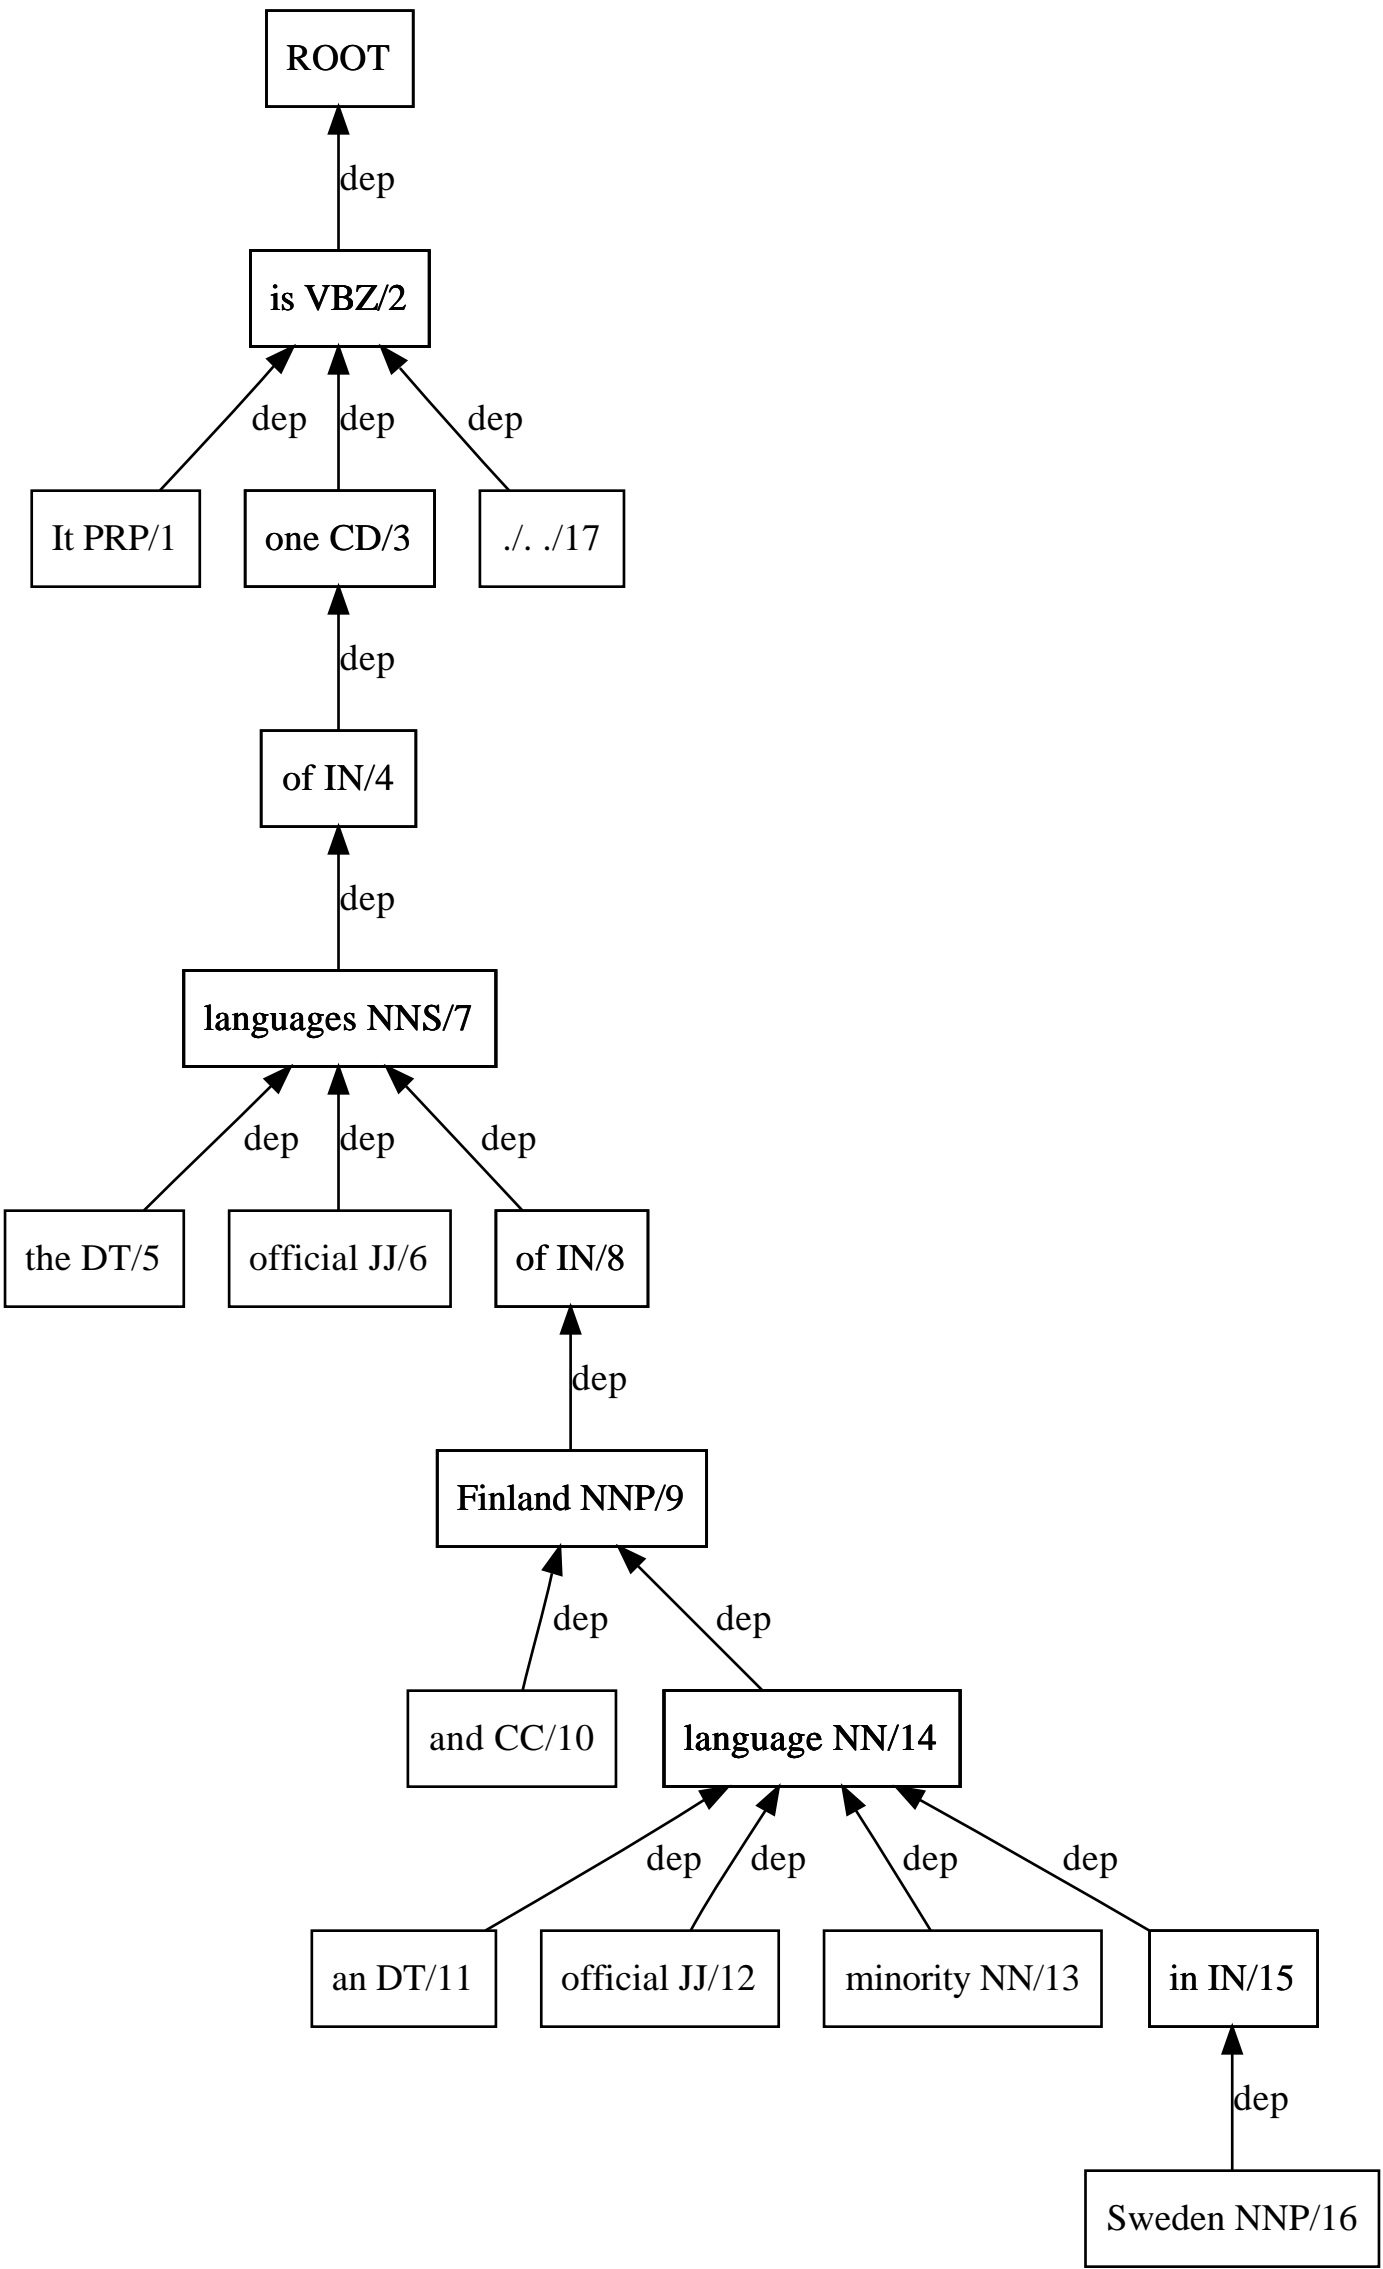 ROOT
dep
is VBZ/2
dep dep dep
It PRP/1 one CD/3 ./. ./17
dep
of IN/4
dep
languages NNS/7
dep dep dep
the DT/5 official JJ/6 of IN/8
dep
Finland NNP/9
dep dep
and CC/10 language NN/14
dep dep dep dep
an DT/11 official JJ/12 minority NN/13 in IN/15
dep
Sweden NNP/16